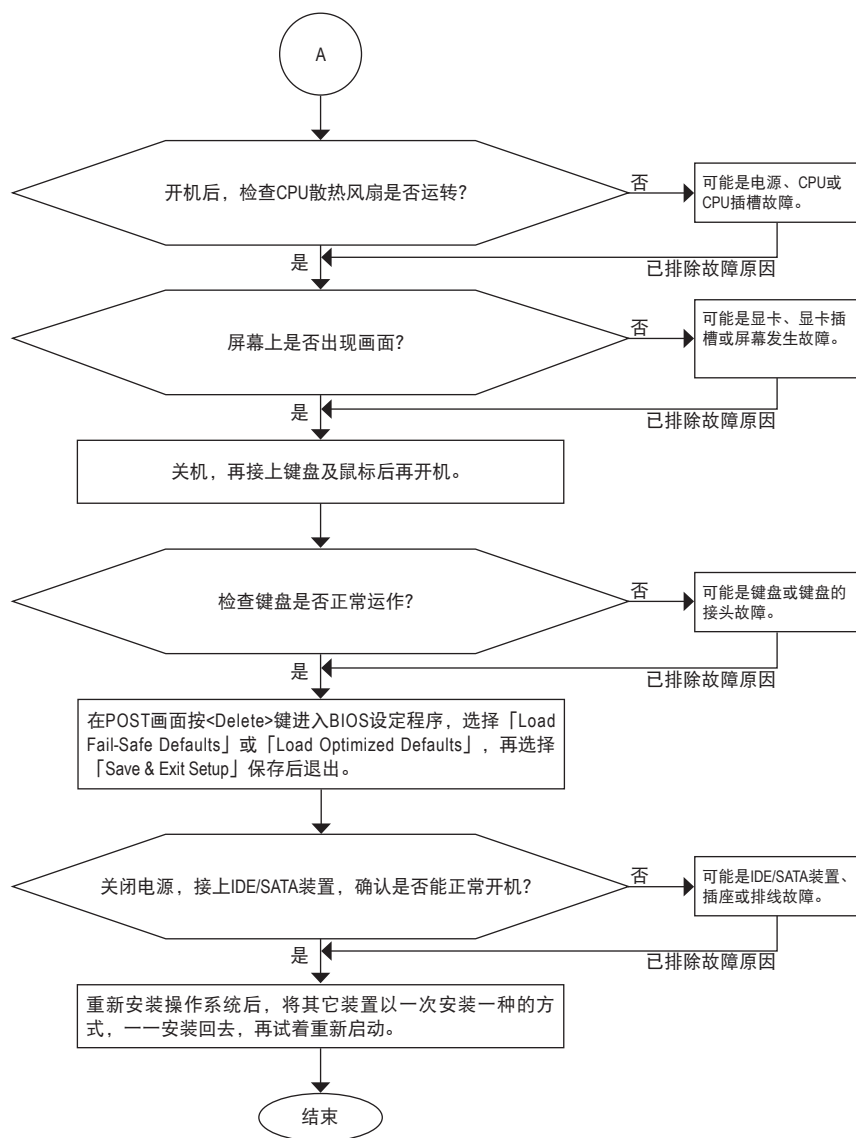 A
开机后，检查CPU散热风扇是否运转？
否
可能是电源、CPU或
CPU插槽故障。
是
已排除故障原因
屏幕上是否出现画面？
否
可能是显卡、显卡插
槽或屏幕发生故障。
是
已排除故障原因
关机，再接上键盘及鼠标后再开机。
检查键盘是否正常运作？
否
可能是键盘或键盘的
接头故障。
是
已排除故障原因
在POST画面按<Delete>键进入BIOS设定程序，选择「Load
Fail-Safe Defaults」或「Load Optimized Defaults」，再选择
「Save & Exit Setup」保存后退出。
关闭电源，接上IDE/SATA装置，确认是否能正常开机？
否
可能是IDE/SATA装置、
插座或排线故障。
是
已排除故障原因
重新安装操作系统后，将其它装置以一次安装一种的方
式，一一安装回去，再试着重新启动。
结束